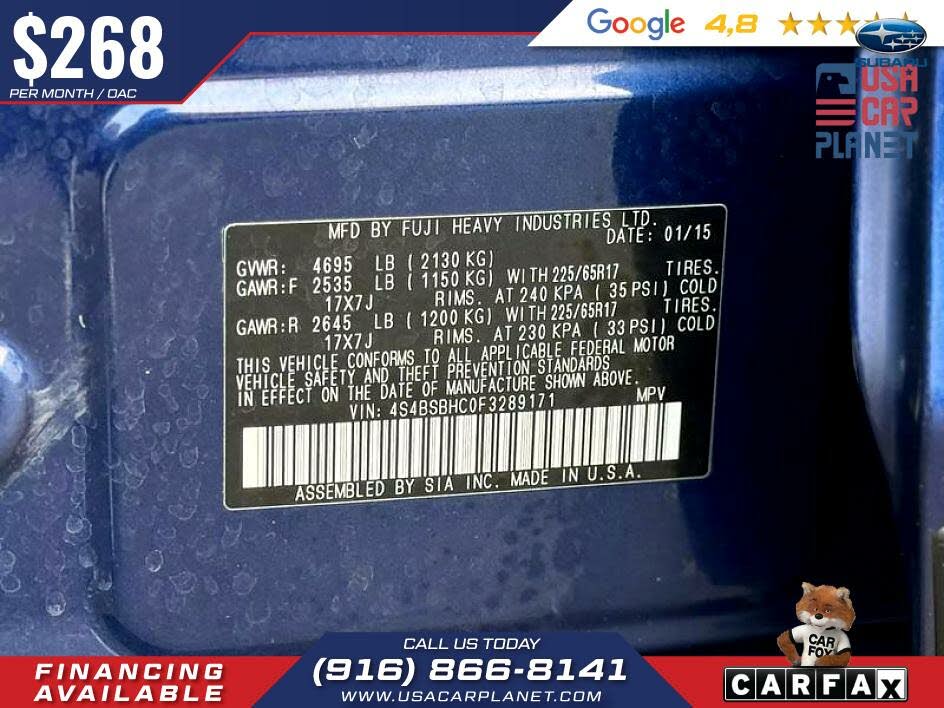 $268
PER MONTH / OAC
Google 4,8
SUBARU
USA
CAR
PLANET
MFD BY FUJI HEAVY INDUSTRIES LTD.
DATE: 01/15
GVWR: 4695 LB ( 2130 KG)
GAWR:F 2535 LB ( 1150 KG) WITH 225/65R17 TIRES.
17X7J RIMS. AT 240 KPA ( 35 PSI) COLD
GAWR:R 2645 LB ( 1200 KG) WITH 225/65R17 TIRES.
17X7J RIMS. AT 230 KPA ( 33 PSI) COLD
THIS VEHICLE CONFORMS TO ALL APPLICABLE FEDERAL MOTOR
VEHICLE SAFETY AND THEFT PREVENTION STANDARDS
IN EFFECT ON THE DATE OF MANUFACTURE SHOWN ABOVE.
VIN: 4S4BSBHC0F3289171 MPV
ASSEMBLED BY SIA INC. MADE IN U.S.A.
CAR
FOX
FINANCING
AVAILABLE
CALL US TODAY
(916) 866-8141
WWW.USACARPLANET.COM
CARFAX